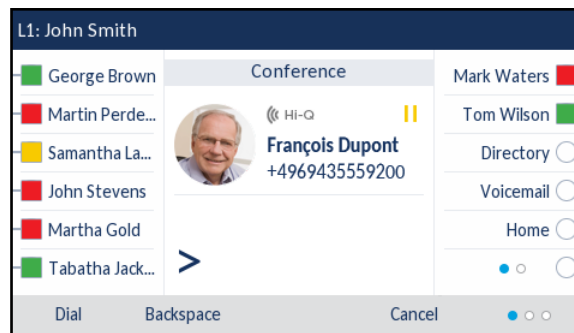 L1: John Smith
Conference
George Brown
Martin Perde...
Samantha La...
John Stevens
Martha Gold
Tabatha Jack...
Hi-Q
François Dupont
+4969435559200
>
Mark Waters
Tom Wilson
Directory
Voicemail
Home
Dial
Backspace
Cancel